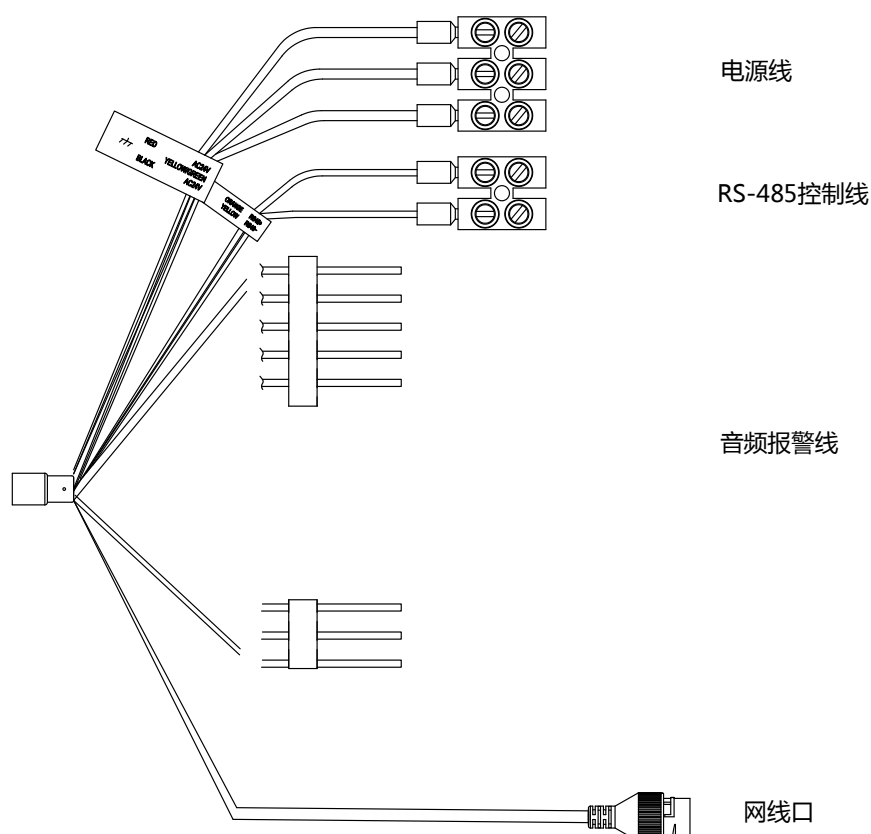 电源线
RED AC24V
YELLOW/GREEN
BLACK AC24V
RS-485控制线
ORANGE
YELLOW
音频报警线
网线口